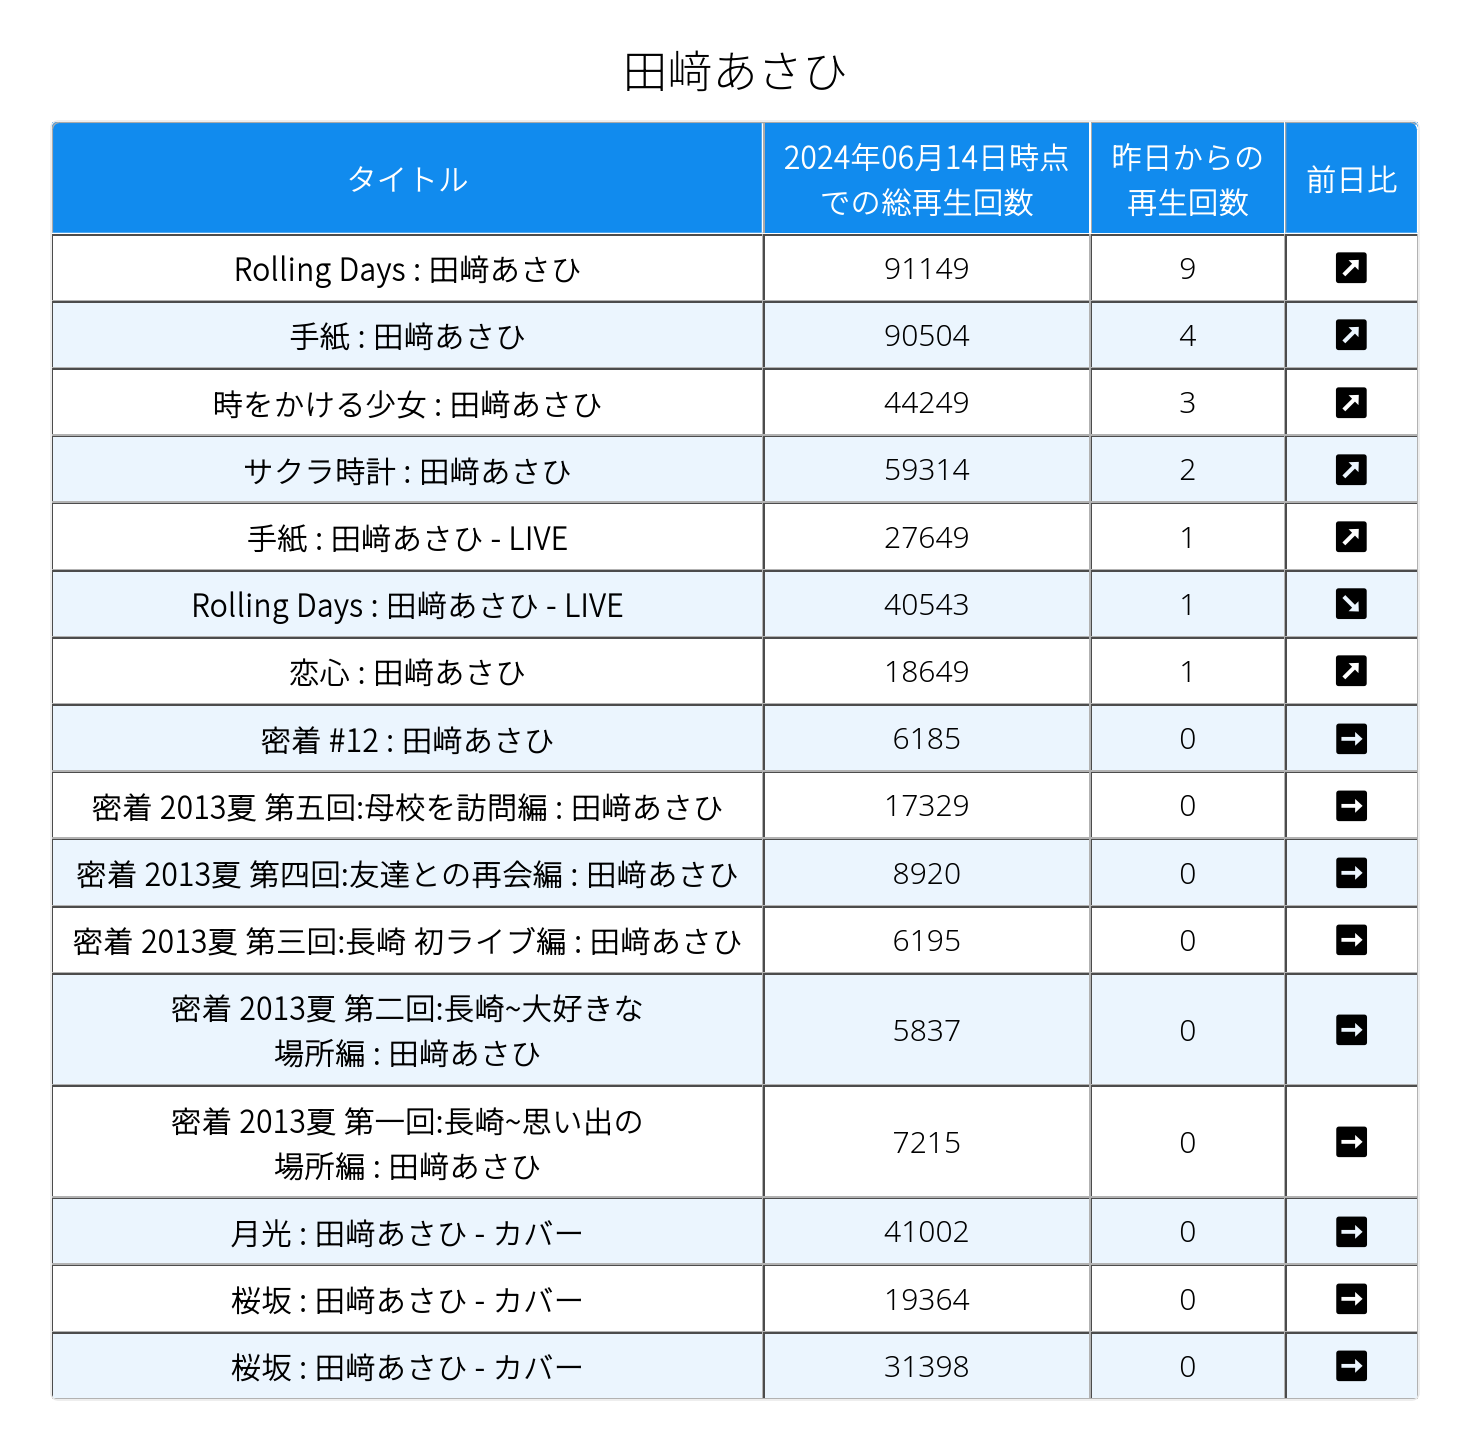 田﨑あさひ
タイトル
2024年06月14日時点
での総再生回数
昨日からの
再生回数
前日比
Rolling Days : 田﨑あさひ 91149 9
手紙 : 田﨑あさひ 90504 4
時をかける少女 : 田﨑あさひ 44249 3
サクラ時計 : 田﨑あさひ 59314 2
手紙 : 田﨑あさひ - LIVE 27649 1
Rolling Days : 田﨑あさひ - LIVE 40543 1
恋心 : 田﨑あさひ 18649 1
密着 #12 : 田﨑あさひ 6185 0
密着 2013夏 第五回:母校を訪問編 : 田﨑あさひ 17329 0
密着 2013夏 第四回:友達との再会編 : 田﨑あさひ 8920 0
密着 2013夏 第三回:長崎 初ライブ編 : 田﨑あさひ 6195 0
密着 2013夏 第二回:長崎~大好きな
場所編 : 田﨑あさひ
5837 0
密着 2013夏 第一回:長崎~思い出の
場所編 : 田﨑あさひ
7215 0
月光 : 田﨑あさひ - カバー 41002 0
桜坂 : 田﨑あさひ - カバー 19364 0
桜坂 : 田﨑あさひ - カバー 31398 0